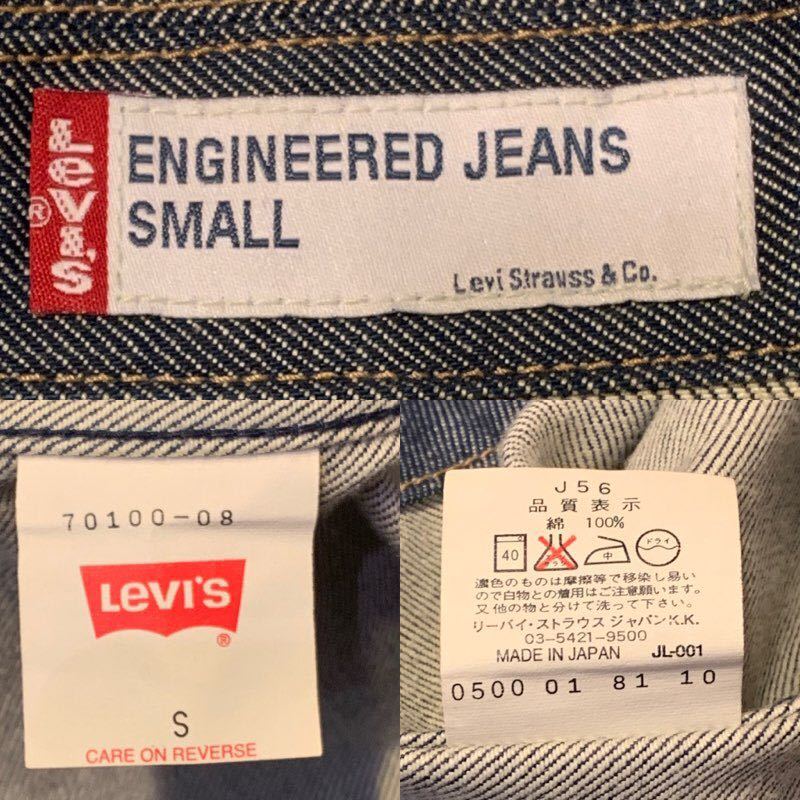 LEVI'S ®
ENGINEERED JEANS
SMALL
Levi Strauss & Co.
70100-08
LEVI'S
®
S
CARE ON REVERSE
J56
品質表示
綿 100%
40 中 ドライ
濃色のものは摩擦等で移染し易い
ので白物との着用はご注意願います。
又他の物と分けて洗って下さい。
リーバイ・ストラウス ジャパンK.K.
03-5421-9500
MADE IN JAPAN JL-001
0500 01 81 10